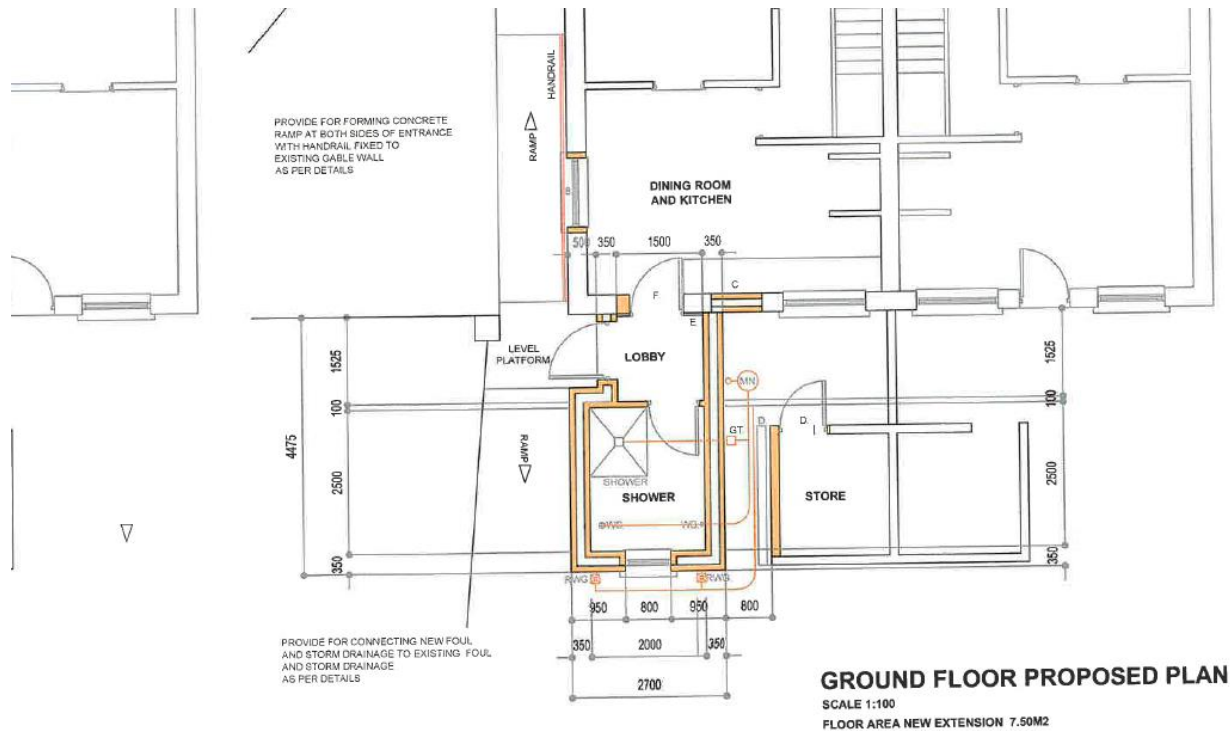 HANDRAIL
RAMP
PROVIDE FOR FORMING CONCRETE
RAMP AT BOTH SIDES OF ENTRANCE
WITH HANDRAIL FIXED TO
EXISTING GABLE WALL
AS PER DETAILS
B
DINING ROOM
AND KITCHEN
500 350 1500 350
C
F
E
LEVEL
PLATFORM
LOBBY
MN
1525
100
2500
350
4475
1525
100
2500
350
GT.
D.
D.
RAMP
SHOWER
SHOWER
STORE
RWG
RWG.
950 800 950 800
350 2000 350
2700
PROVIDE FOR CONNECTING NEW FOUL
AND STORM DRAINAGE TO EXISTING FOUL
AND STORM DRAINAGE
AS PER DETAILS
GROUND FLOOR PROPOSED PLAN
SCALE 1:100
FLOOR AREA NEW EXTENSION 7.50M2